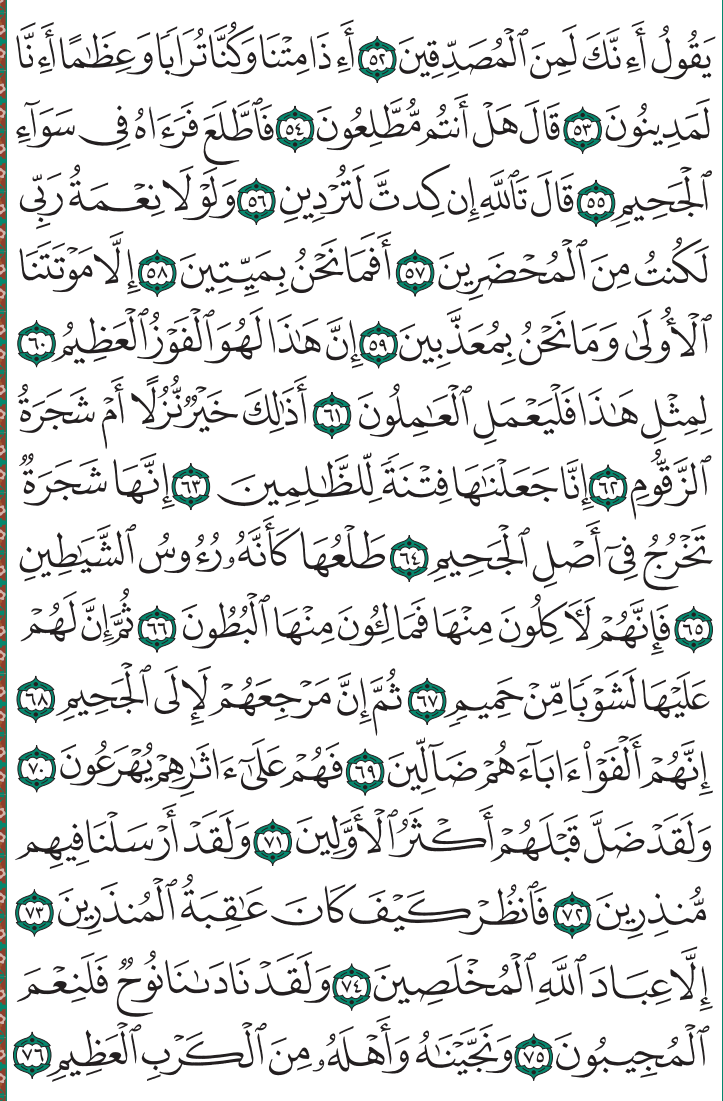 يَقُولُ أَءِنَّكَ لَمِنَ ٱلْمُصَدِّقِينَ ٥٢ أَءِذَا مِتْنَا وَكُنَّا تُرَابًا وَعِظَٰمًا أَءِنَّا
لَمَدِينُونَ ٥٣ قَالَ هَلْ أَنتُم مُّطَّلِعُونَ ٥٤ فَٱطَّلَعَ فَرَءَاهُ فِى سَوَآءِ
ٱلْجَحِيمِ ٥٥ قَالَ تَٱللَّهِ إِن كِدتَّ لَتُرْدِينِ ٥٦ وَلَوْلَا نِعْمَةُ رَبِّى
لَكُنتُ مِنَ ٱلْمُحْضَرِينَ ٥٧ أَفَمَا نَحْنُ بِمَيِّتِينَ ٥٨ إِلَّا مَوْتَتَنَا
ٱلْأُولَىٰ وَمَا نَحْنُ بِمُعَذَّبِينَ ٥٩ إِنَّ هَٰذَا لَهُوَ ٱلْفَوْزُ ٱلْعَظِيمُ ٦٠
لِمِثْلِ هَٰذَا فَلْيَعْمَلِ ٱلْعَٰمِلُونَ ٦١ أَذَٰلِكَ خَيْرٌ نُّزُلًا أَمْ شَجَرَةُ
ٱلزَّقُّومِ ٦٢ إِنَّا جَعَلْنَٰهَا فِتْنَةً لِّلظَّٰلِمِينَ ٦٣ إِنَّهَا شَجَرَةٌ
تَخْرُجُ فِىٓ أَصْلِ ٱلْجَحِيمِ ٦٤ طَلْعُهَا كَأَنَّهُۥ رُءُوسُ ٱلشَّيَٰطِينِ
٦٥ فَإِنَّهُمْ لَءَاكِلُونَ مِنْهَا فَمَالِـُٔونَ مِنْهَا ٱلْبُطُونَ ٦٦ ثُمَّ إِنَّ لَهُمْ
عَلَيْهَا لَشَوْبًا مِّنْ حَمِيمٍ ٦٧ ثُمَّ إِنَّ مَرْجِعَهُمْ لَإِلَى ٱلْجَحِيمِ ٦٨
إِنَّهُمْ أَلْفَوْا۟ ءَابَآءَهُمْ ضَآلِّينَ ٦٩ فَهُمْ عَلَىٰٓ ءَاثَٰرِهِمْ يُهْرَعُونَ ٧٠
وَلَقَدْ ضَلَّ قَبْلَهُمْ أَكْثَرُ ٱلْأَوَّلِينَ ٧١ وَلَقَدْ أَرْسَلْنَا فِيهِم
مُّنذِرِينَ ٧٢ فَٱنظُرْ كَيْفَ كَانَ عَٰقِبَةُ ٱلْمُنذَرِينَ ٧٣
إِلَّا عِبَادَ ٱللَّهِ ٱلْمُخْلَصِينَ ٧٤ وَلَقَدْ نَادَىٰنَا نُوحٌ فَلَنِعْمَ
ٱلْمُجِيبُونَ ٧٥ وَنَجَّيْنَٰهُ وَأَهْلَهُۥ مِنَ ٱلْكَرْبِ ٱلْعَظِيمِ ٧٦